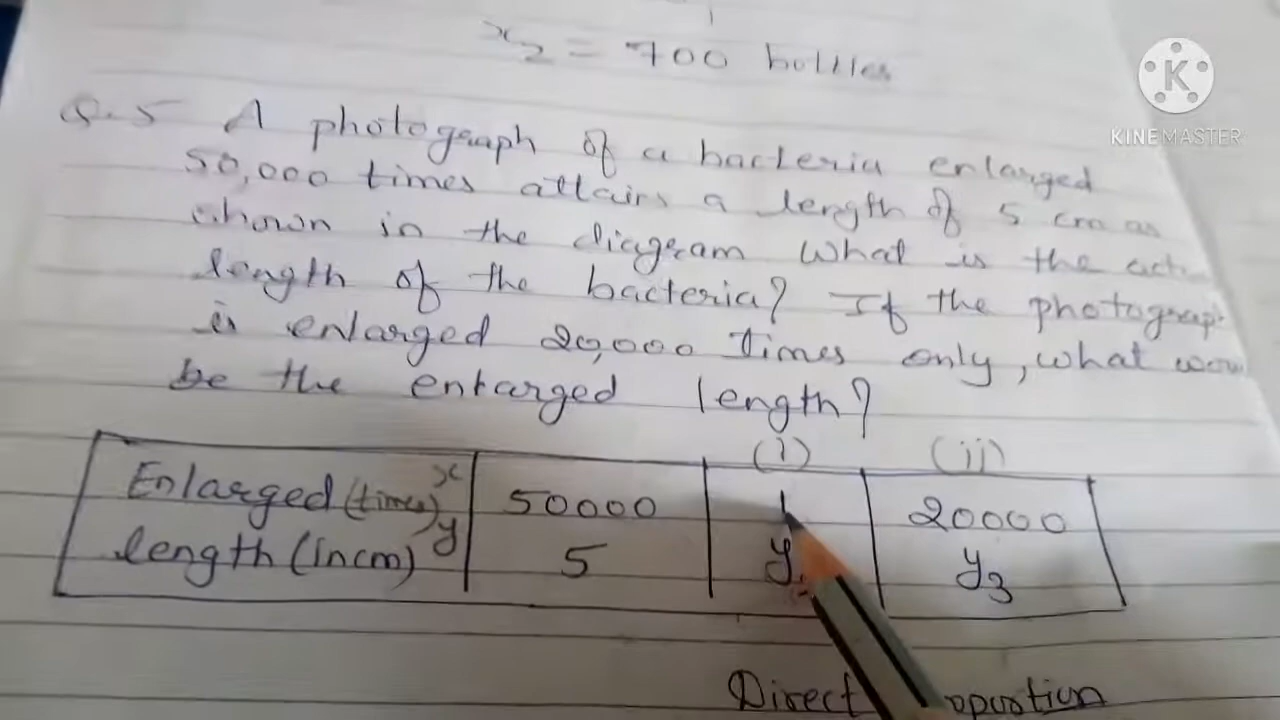 x2 = 700 bottles
K
KINEMASTER
Q.5 A photograph of a bacteria enlarged
50,000 times attains a length of 5 cm as
shown in the diagram What is the
length of the bacteria? If the photograph
is enlarged 20,000 times only, what
be the enlarged length?
(i) (ii)
Enlarged (times) x 50000 1 20000
length (in cm) y 5 y y3
Direct